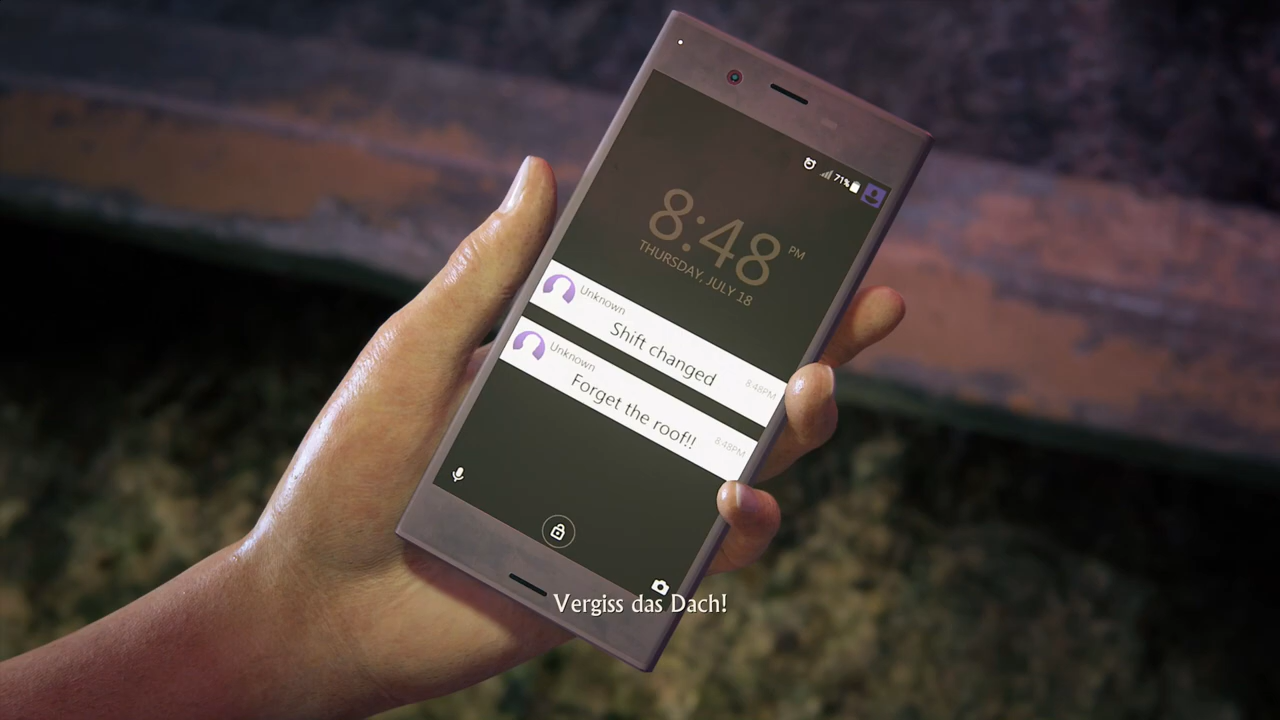 71%
8:48 PM
THURSDAY, JULY 18
Unknown
Shift changed
8:48PM
Unknown
Forget the roof!!
8:48PM
Vergiss das Dach!